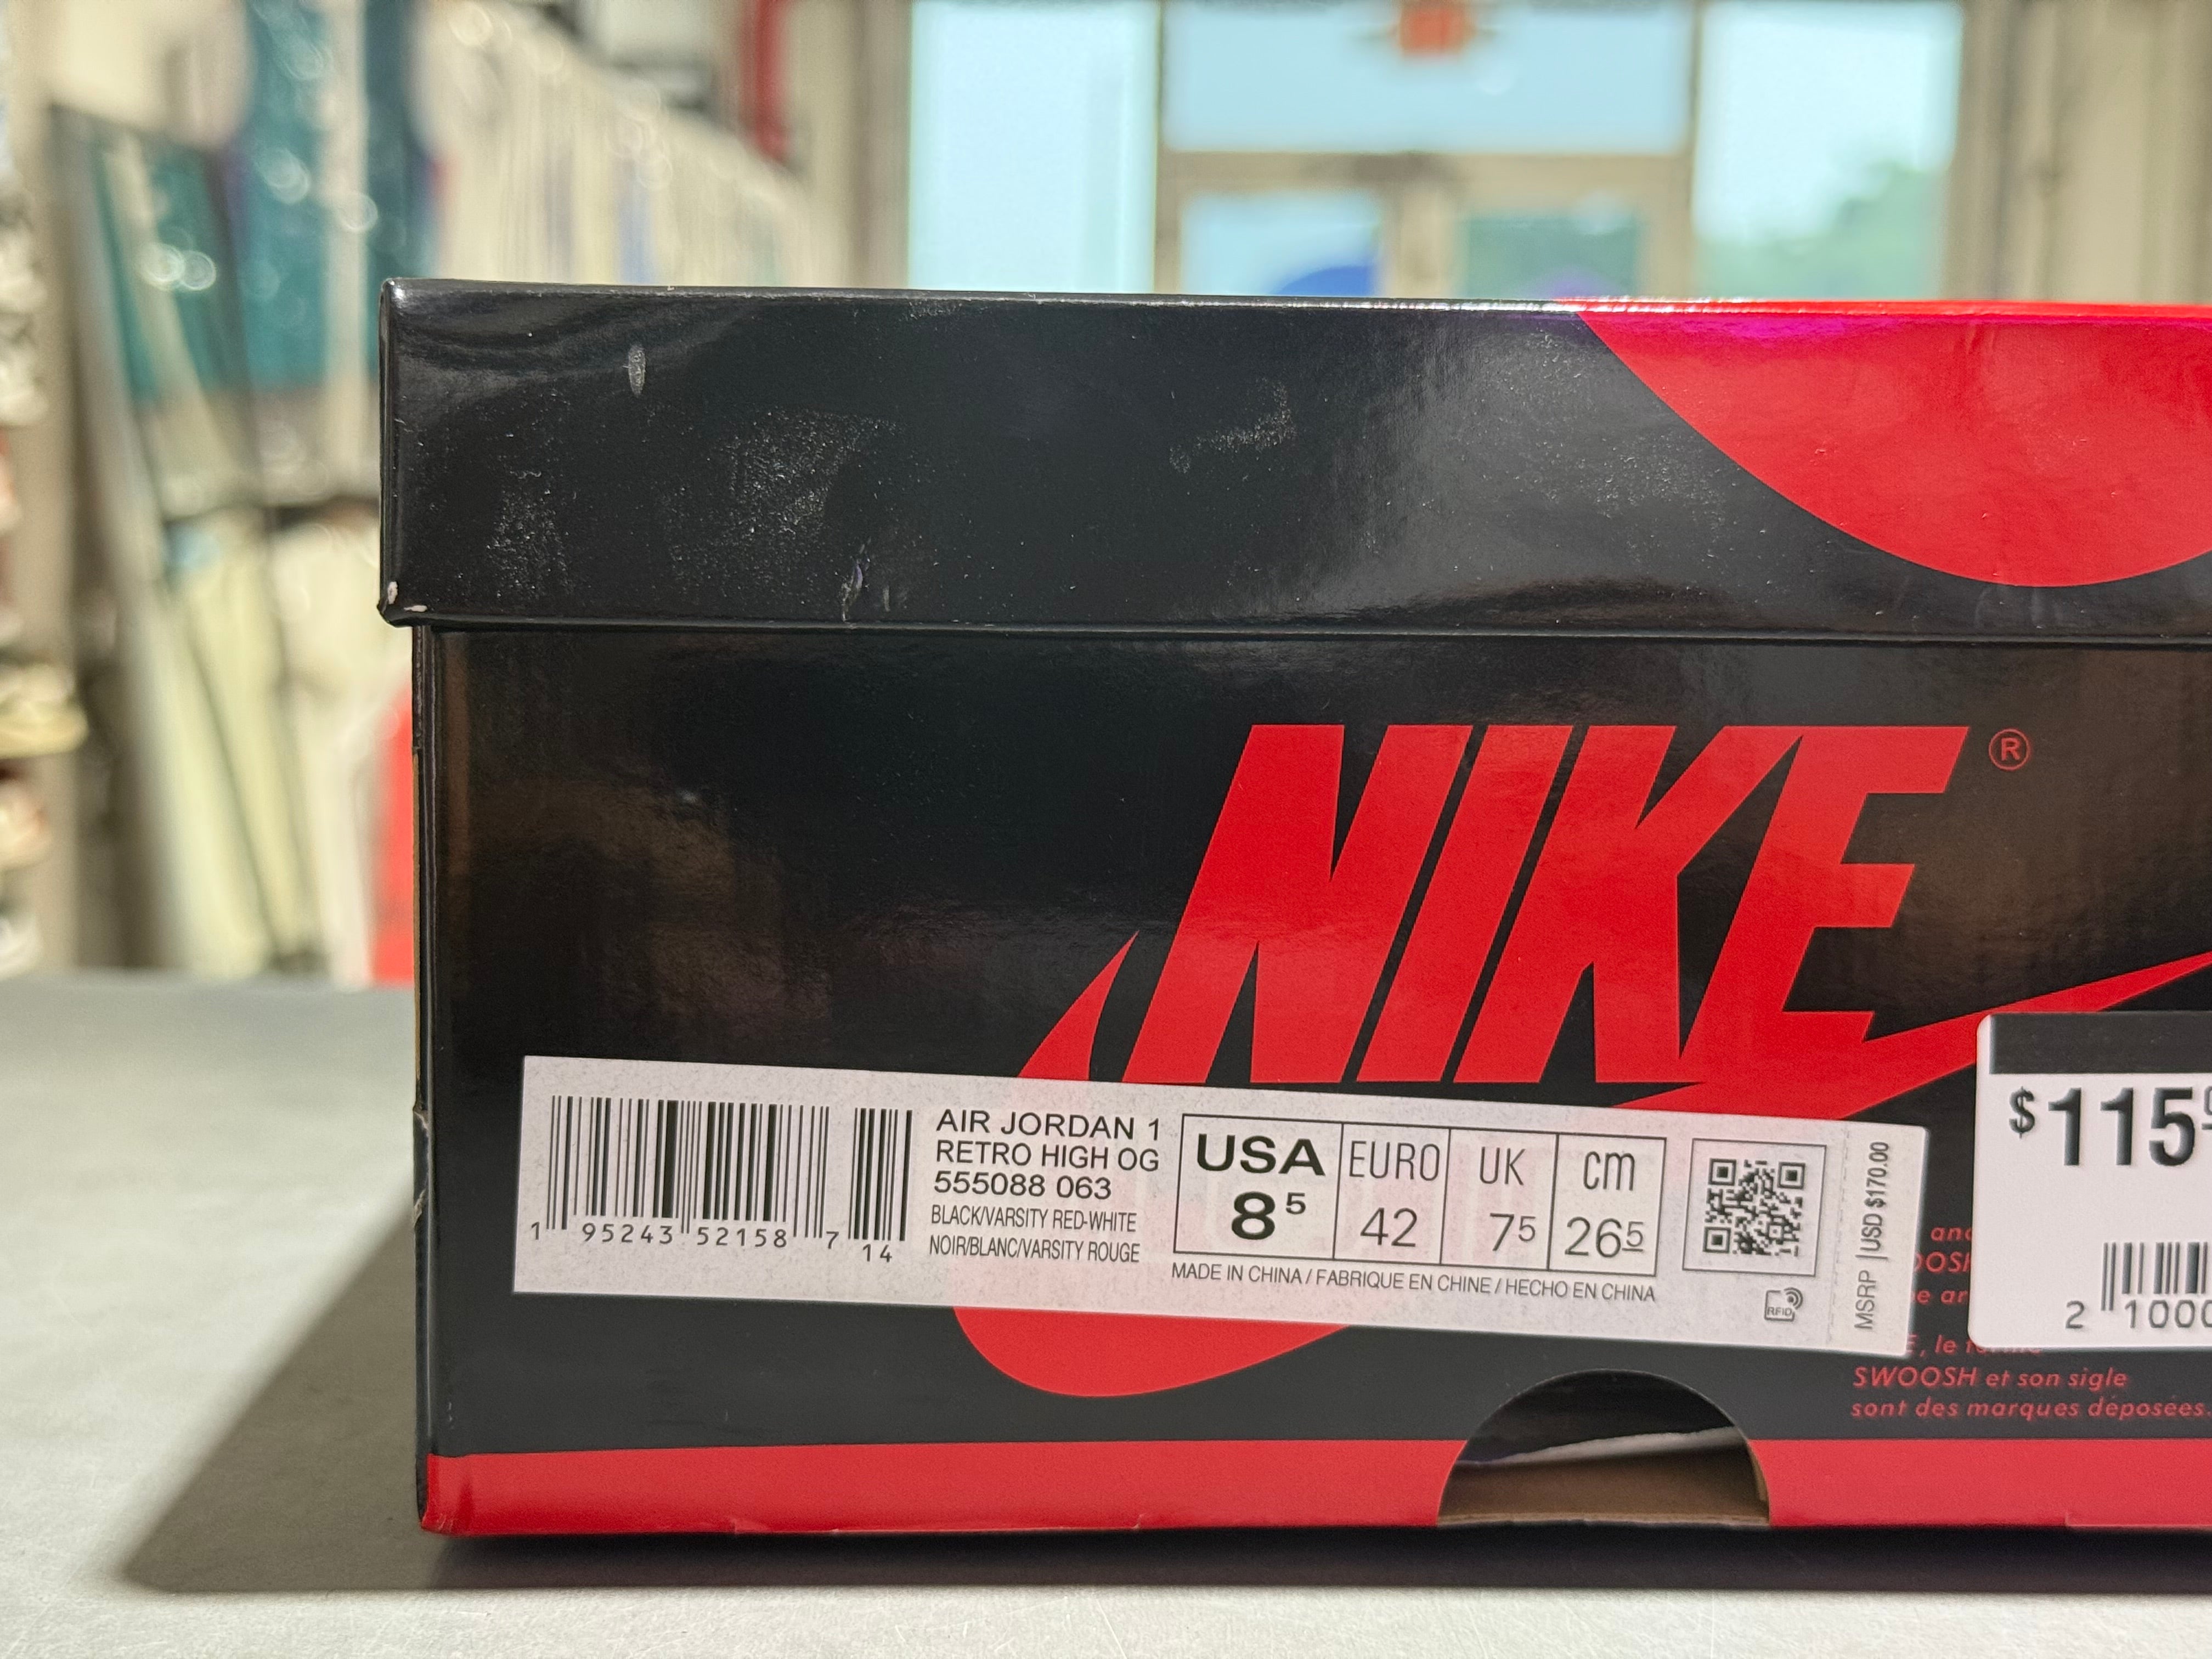 NIKE®
AIR JORDAN 1
RETRO HIGH OG
555088 063
BLACK/VARSITY RED-WHITE
NOIR/BLANC/VARSITY ROUGE
1 95243 52158 7 14
USA EURO UK cm
8⁵ 42 7⁵ 26⁵
MADE IN CHINA / FABRIQUE EN CHINE / HECHO EN CHINA
RFID
MSRP USD $170.00
$115
2 1000
, le
SWOOSH et son sigle
sont des marques déposées.